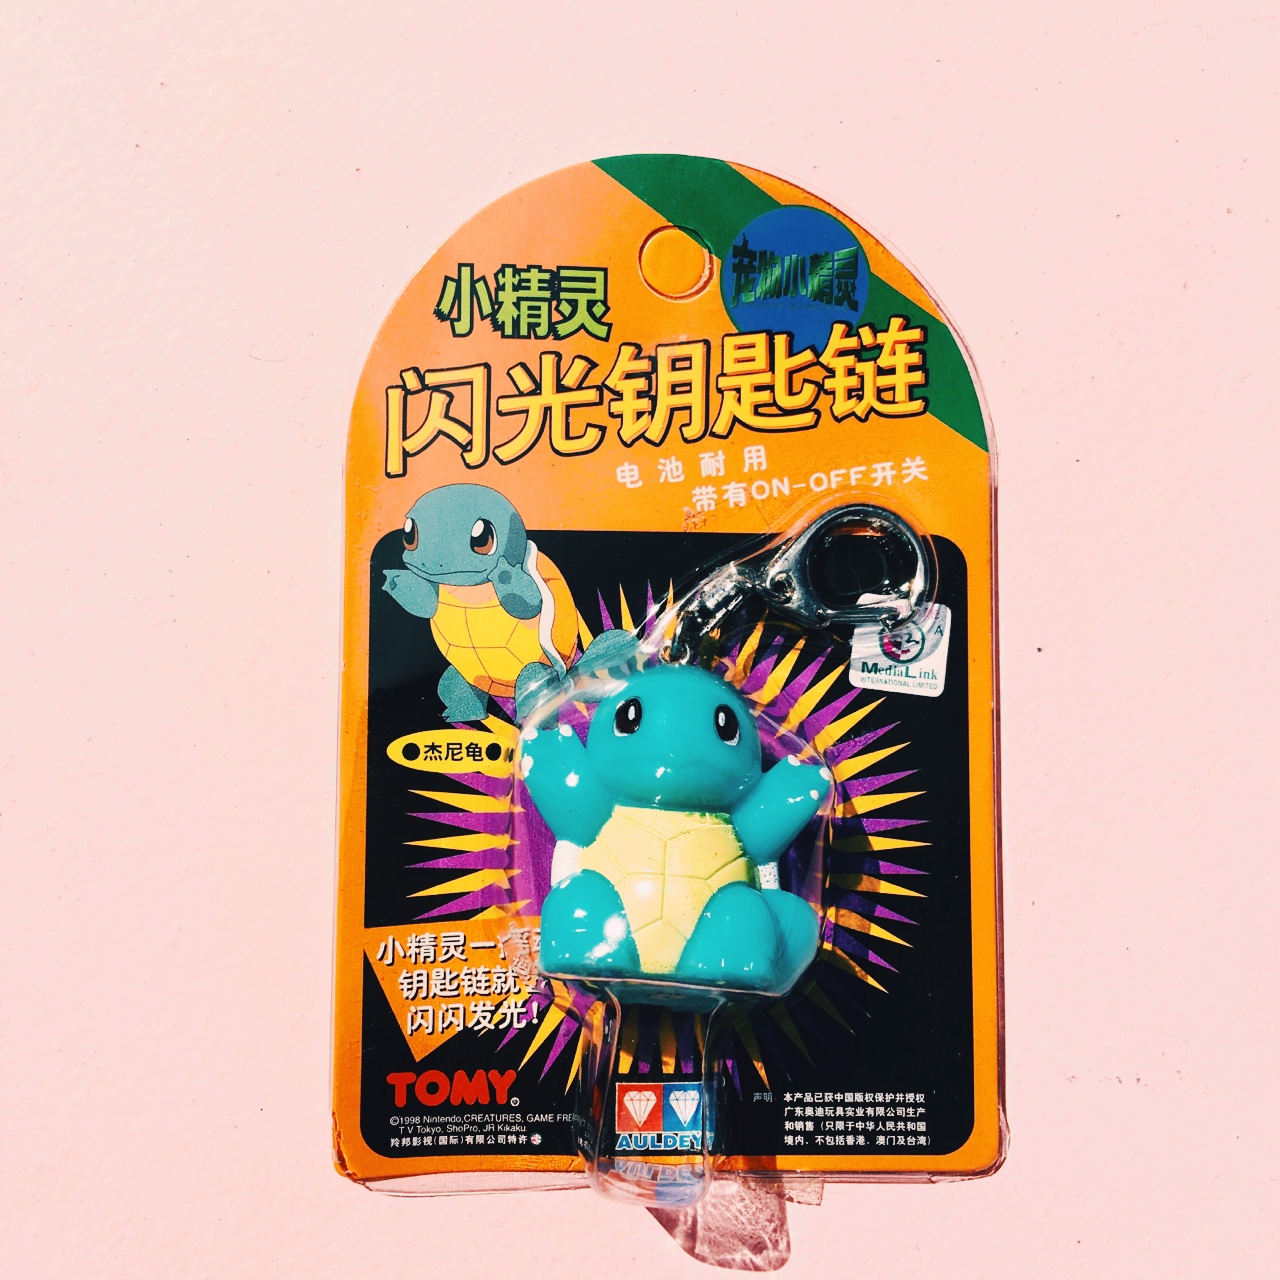 宠物小精灵
小精灵
闪光钥匙链
电池耐用
带有ON-OFF开关
A
MediaLink
INTERNATIONAL LIMITED
杰尼龟
小精灵一
钥匙链就
闪闪发光!
TOMY
©1998 Nintendo,CREATURES, GAME FRE
TV Tokyo, ShoPro, JR Kikaku.
羚邦影视(国际)有限公司特许
AULDEY
声明
本产品已获中国版权保护并授权
广东奥迪玩具实业有限公司生产
和销售(只限于中华人民共和国
境内.不包括香港.澳门及台湾)